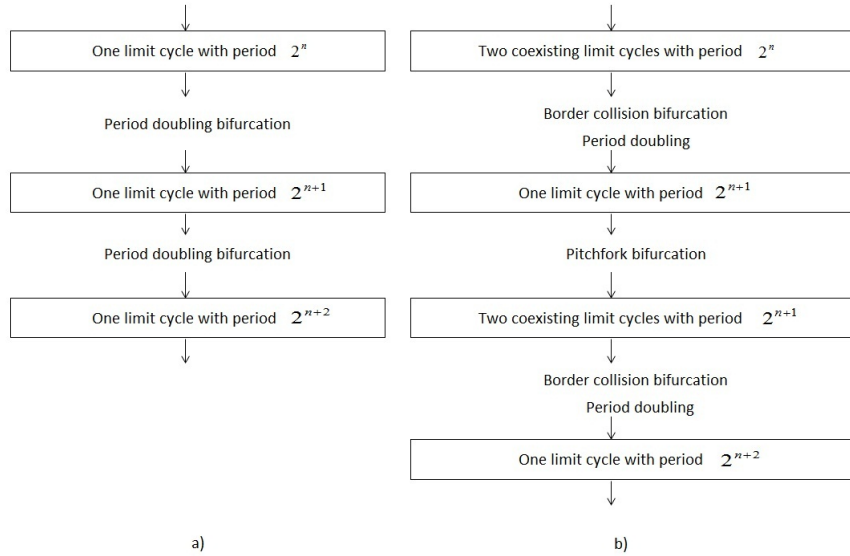 One limit cycle with period 2^n
Period doubling bifurcation
One limit cycle with period 2^{n+1}
Period doubling bifurcation
One limit cycle with period 2^{n+2}
a)
Two coexisting limit cycles with period 2^n
Border collision bifurcation
Period doubling
One limit cycle with period 2^{n+1}
Pitchfork bifurcation
Two coexisting limit cycles with period 2^{n+1}
Border collision bifurcation
Period doubling
One limit cycle with period 2^{n+2}
b)